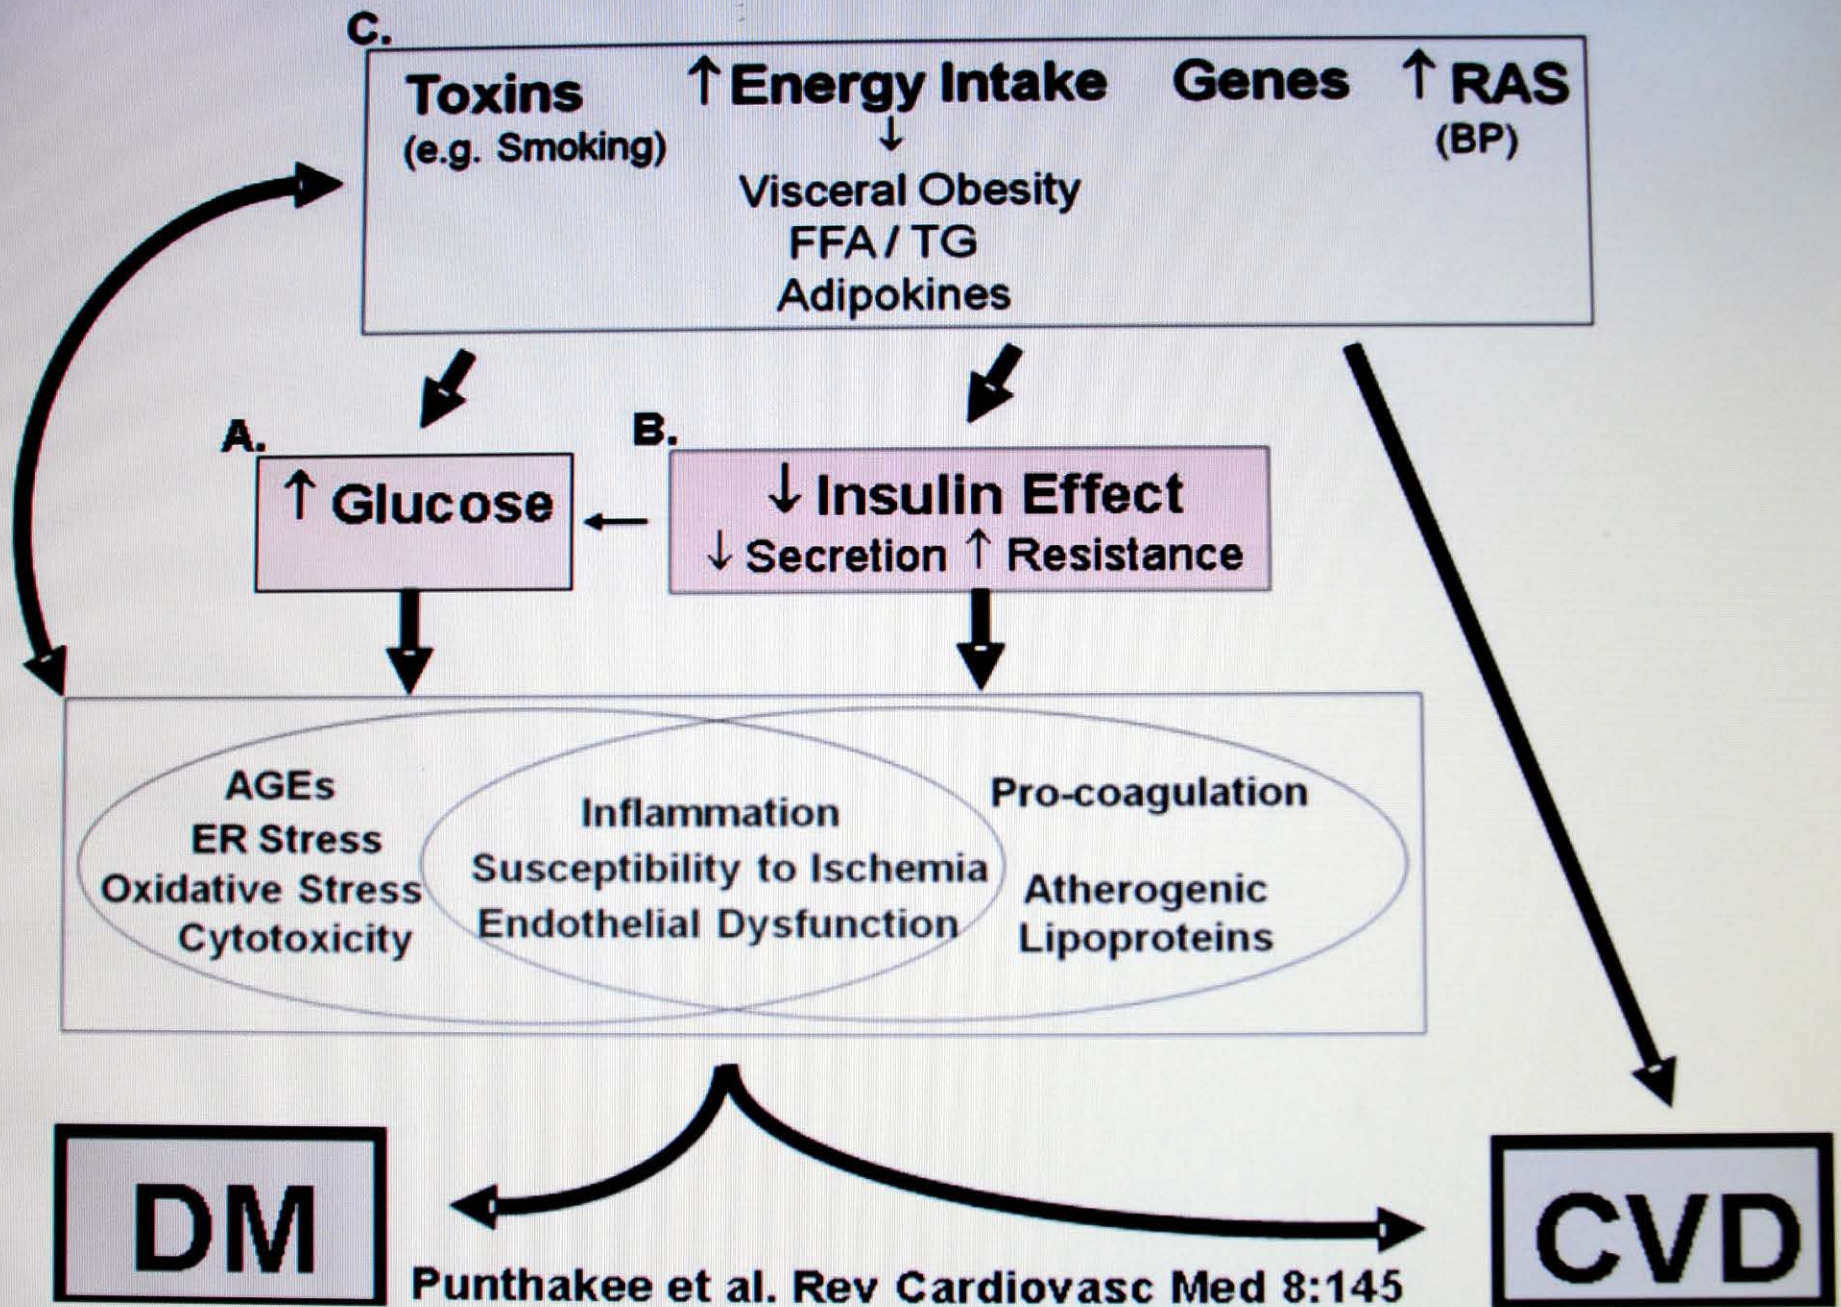 C.
Toxins ↑ Energy Intake Genes ↑ RAS
(e.g. Smoking) ↓ (BP)
Visceral Obesity
FFA / TG
Adipokines
A. B.
↑ Glucose ← ↓ Insulin Effect
↓ Secretion ↑ Resistance
AGEs
ER Stress
Oxidative Stress
Cytotoxicity
Inflammation
Susceptibility to Ischemia
Endothelial Dysfunction
Pro-coagulation
Atherogenic
Lipoproteins
DM
CVD
Punthakee et al. Rev Cardiovasc Med 8:145